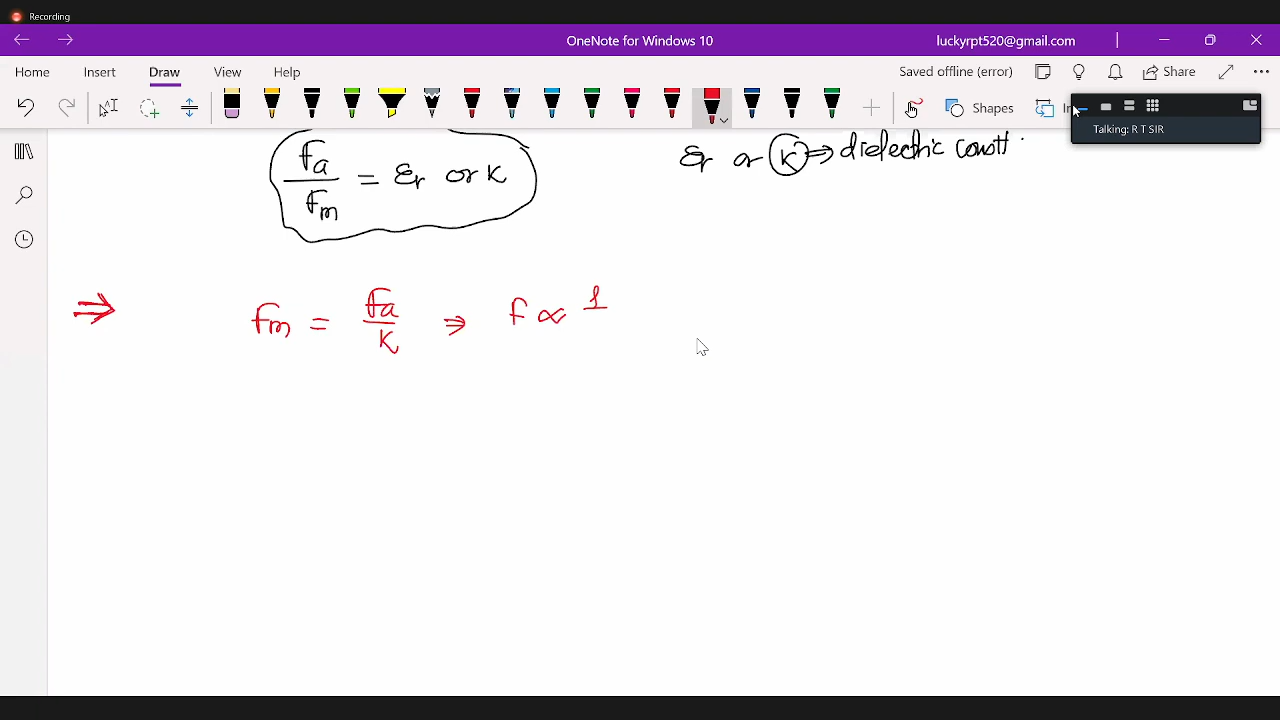 Recording
OneNote for Windows 10
luckyrpt520@gmail.com
Home Insert Draw View Help
Saved offline (error)
Share
Shapes
Talking: R T SIR
fa/fm = εr or K
εr or K ⇒ dielectric constt.
⇒ fm = fa/K ⇒ f ∝ 1/